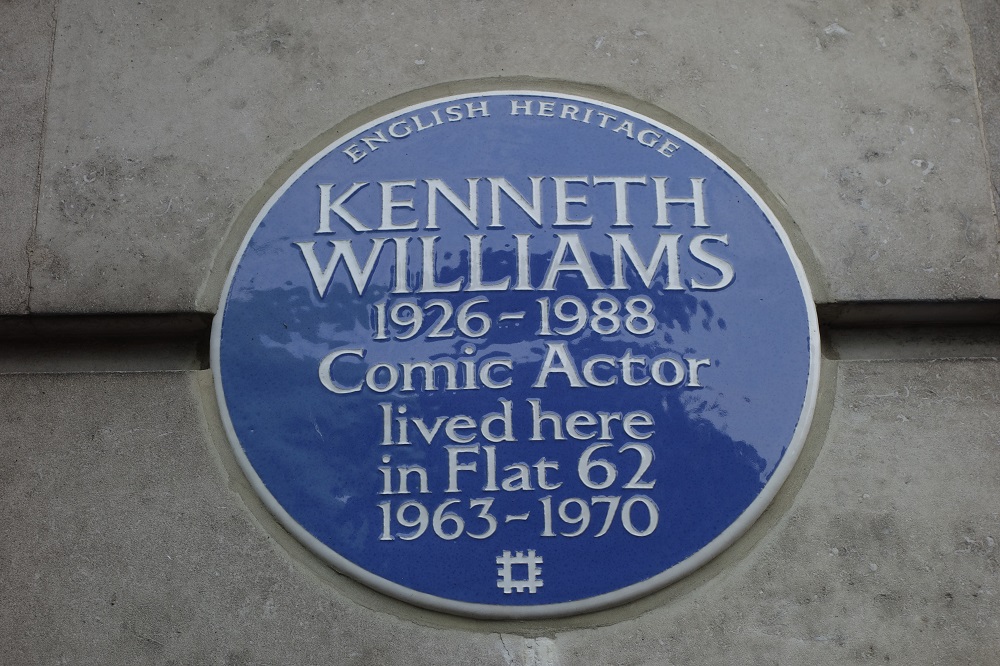 ENGLISH HERITAGE
KENNETH
WILLIAMS
1926-1988
Comic Actor
lived here
in Flat 62
1963-1970